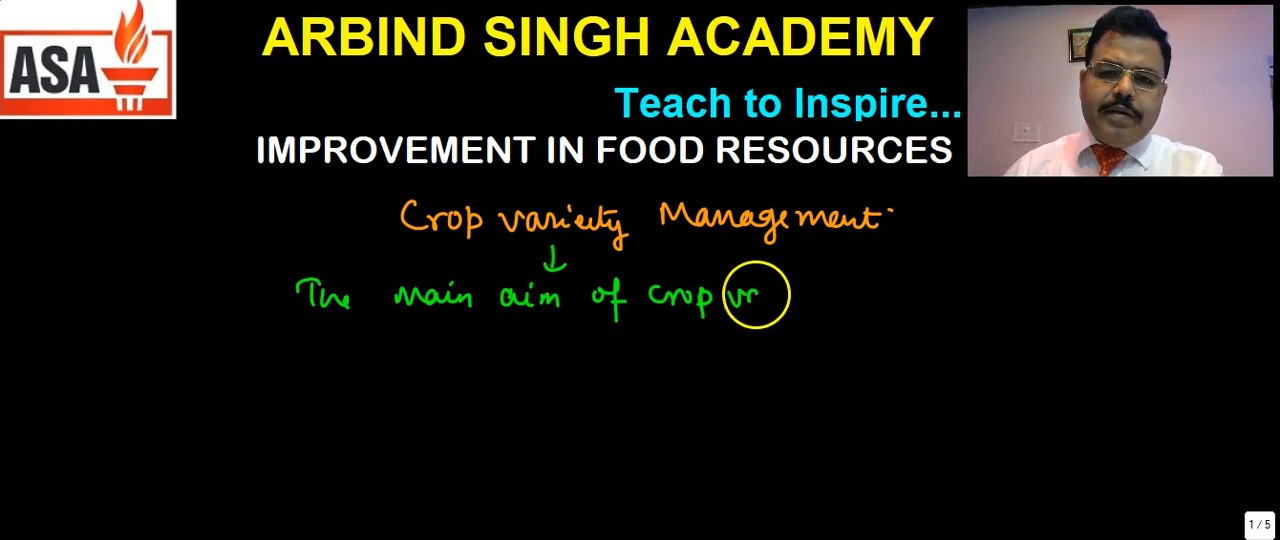 ASA
ARBIND SINGH ACADEMY
Teach to Inspire...
IMPROVEMENT IN FOOD RESOURCES
Crop variety Management.
The main aim of crop
1 / 5